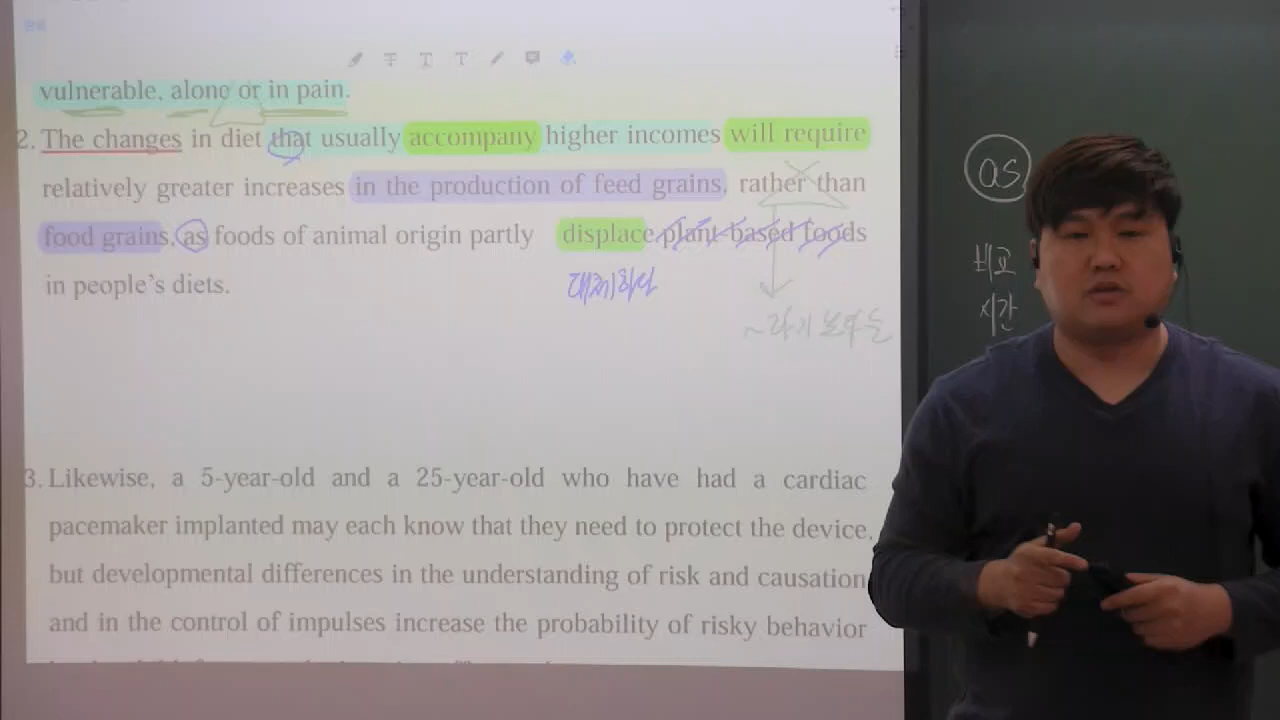 vulnerable, alone or in pain.
2. The changes in diet that usually accompany higher incomes will require
relatively greater increases in the production of feed grains, rather than
food grains, as foods of animal origin partly displace plant-based foods
in people's diets.
대체하다
~라기 보다는
3. Likewise, a 5-year-old and a 25-year-old who have had a cardiac
pacemaker implanted may each know that they need to protect the device,
but developmental differences in the understanding of risk and causation
and in the control of impulses increase the probability of risky behavior
as
비교
시간